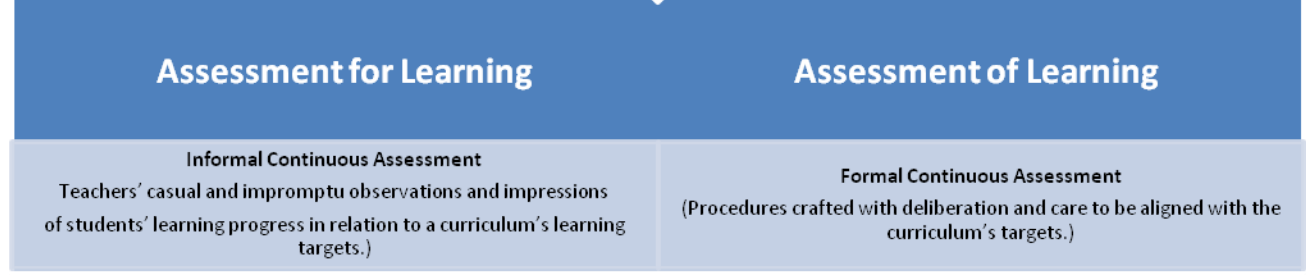 Assessment for Learning
Assessment of Learning
Informal Continuous Assessment
Teachers' casual and impromptu observations and impressions
of students' learning progress in relation to a curriculum's learning
targets.)
Formal Continuous Assessment
(Procedures crafted with deliberation and care to be aligned with the
curriculum's targets.)